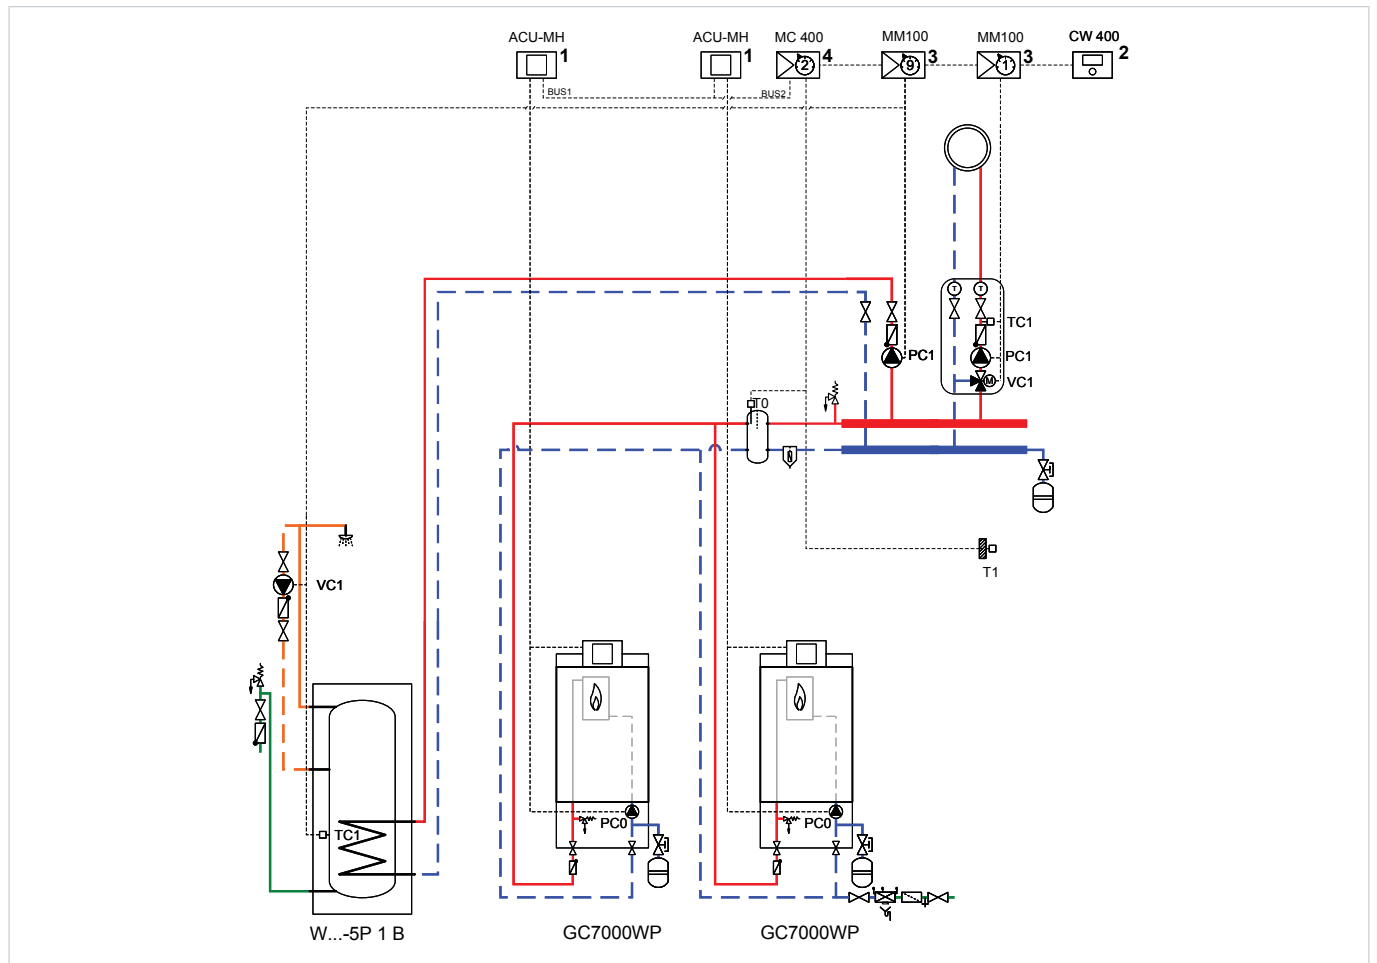 ACU-MH ACU-MH MC 400 MM100 MM100 CW 400
1 1 4 3 3 2
2 9 1
BUS1 BUS2
T T
TC1
PC1 PC1
M VC1
T0
T1
VC1
TC1
PC0 PC0
W...-5P 1 B GC7000WP GC7000WP